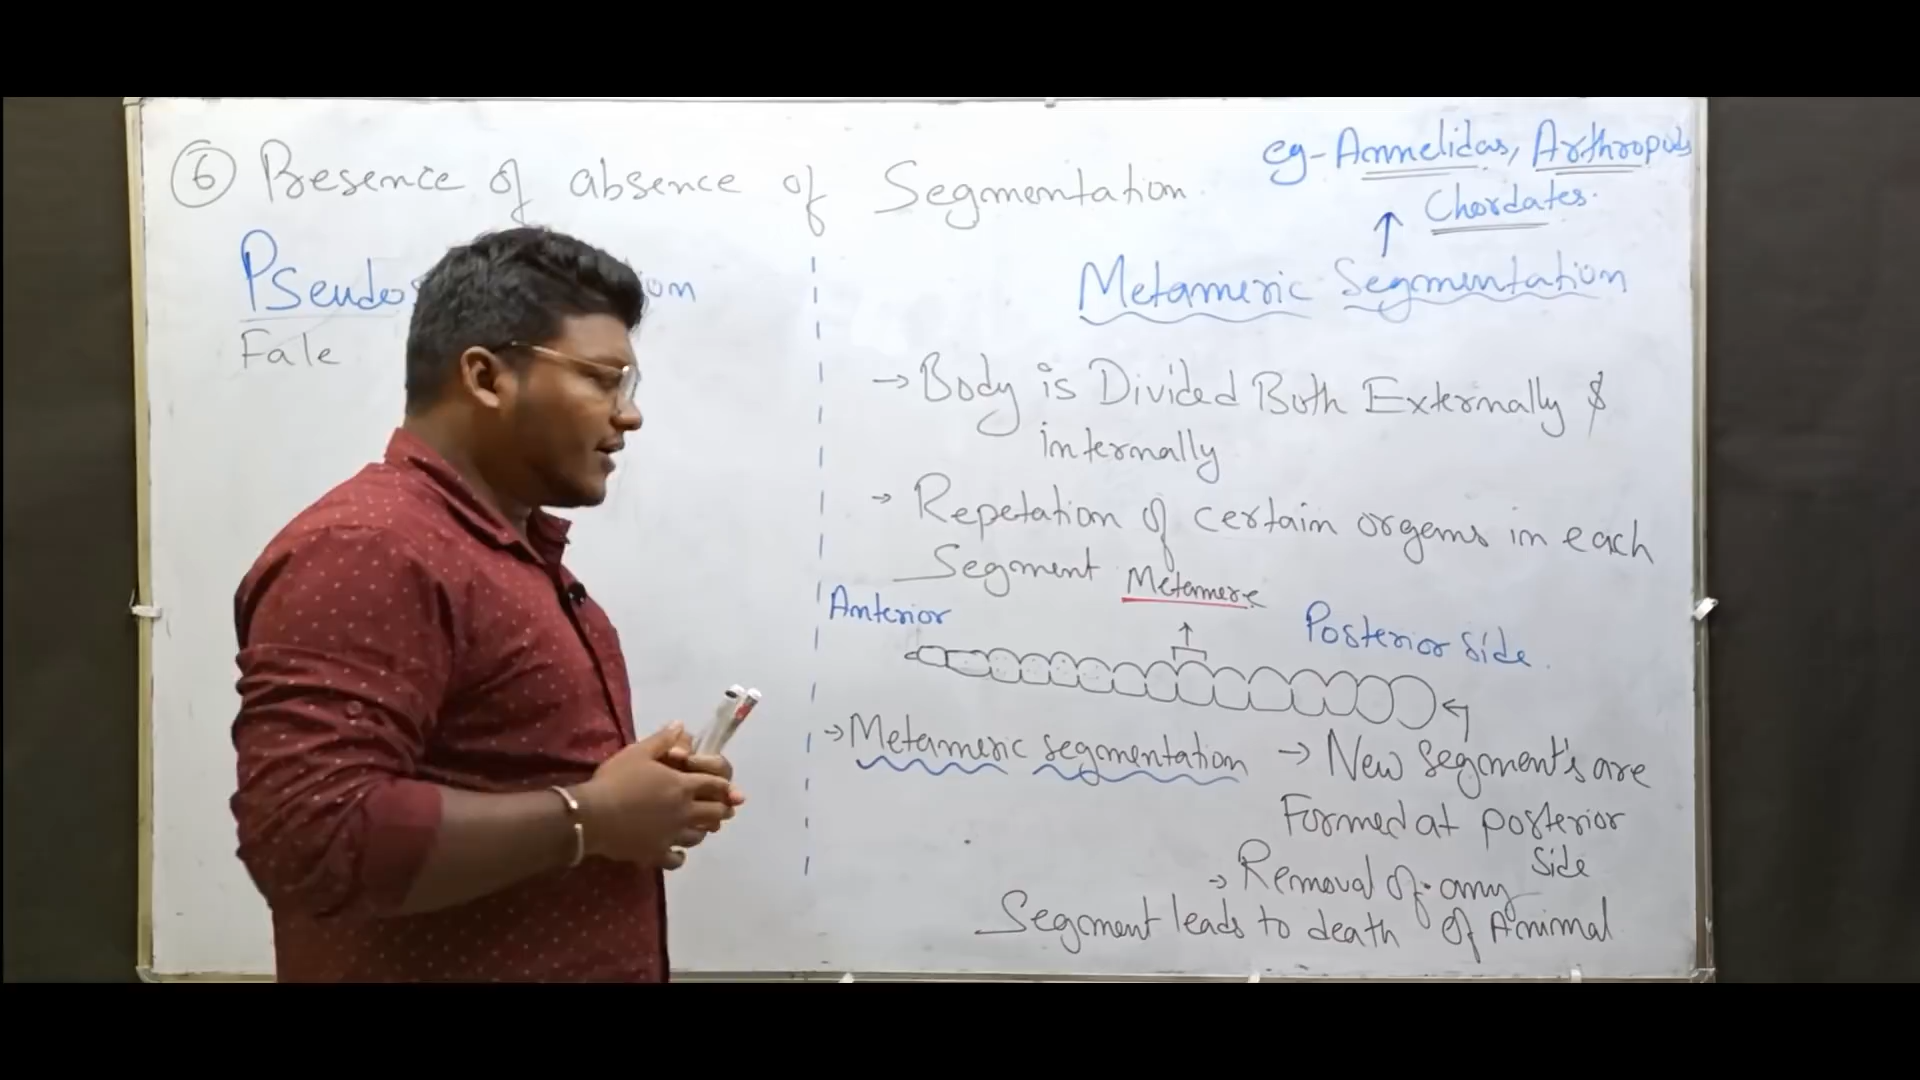 6 Presence of absence of Segmentation
eg- Annelidas, Arthropods
Chordates.
Pseudo
Fale
Metameric Segmentation
→ Body is Divided Both Externally &
internally
→ Repetation of certain orgens in each
Segment
Metamere
Anterior
Posterior Side.
→ Metameric segmentation
→ New segment's are
Formed at posterior
Side
→ Removal of any
Segment leads to death of Animal